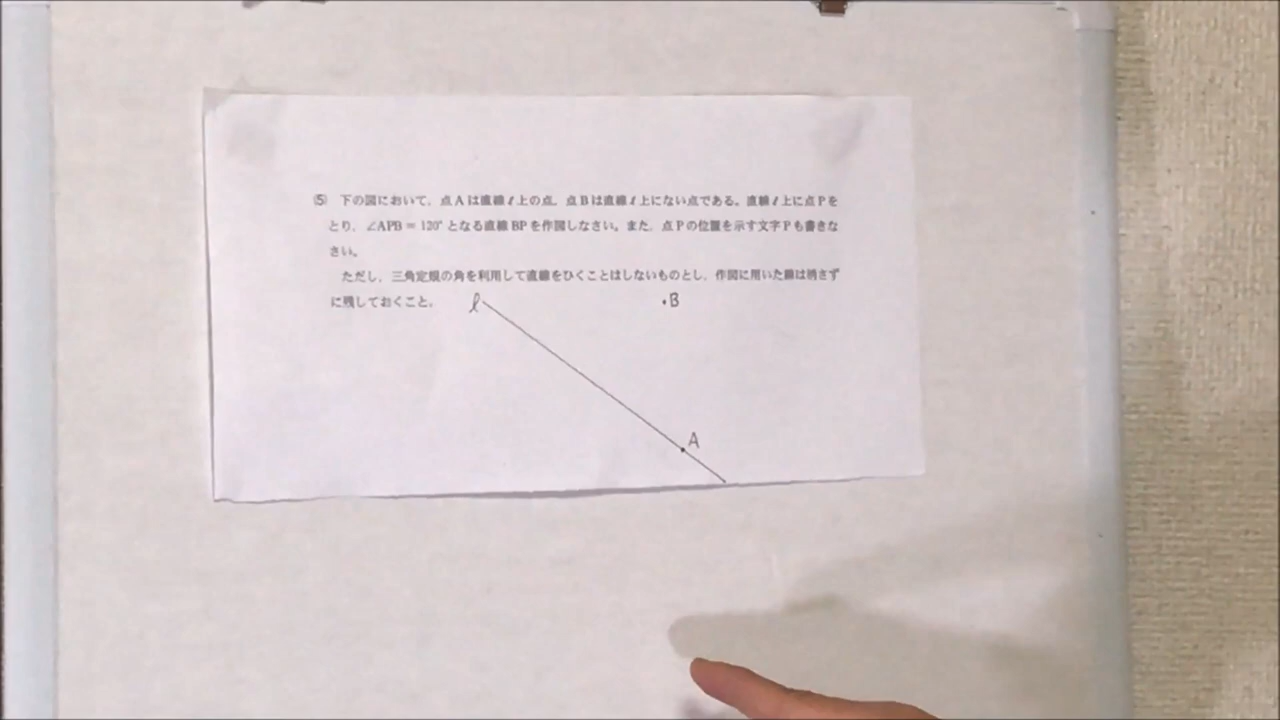 ⑤ 下の図において、点Aは直線ℓ上の点、点Bは直線ℓ上にない点である。直線ℓ上に点Pを
とり、∠APB = 120°となる直線BPを作図しなさい。また、点Pの位置を示す文字Pも書きな
さい。
ただし、三角定規の角を利用して直線をひくことはしないものとし、作図に用いた線は消さず
に残しておくこと。
ℓ
B
A